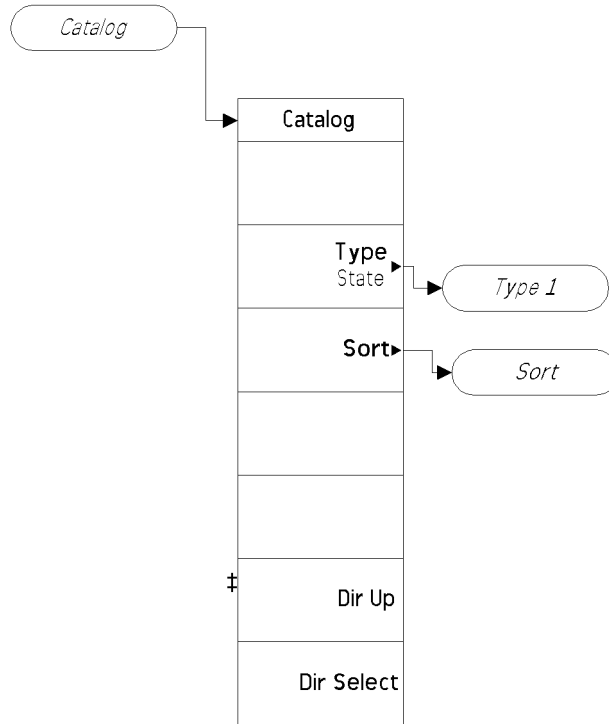 Catalog
Catalog
Type
State
Type 1
Sort
Sort
‡
Dir Up
Dir Select